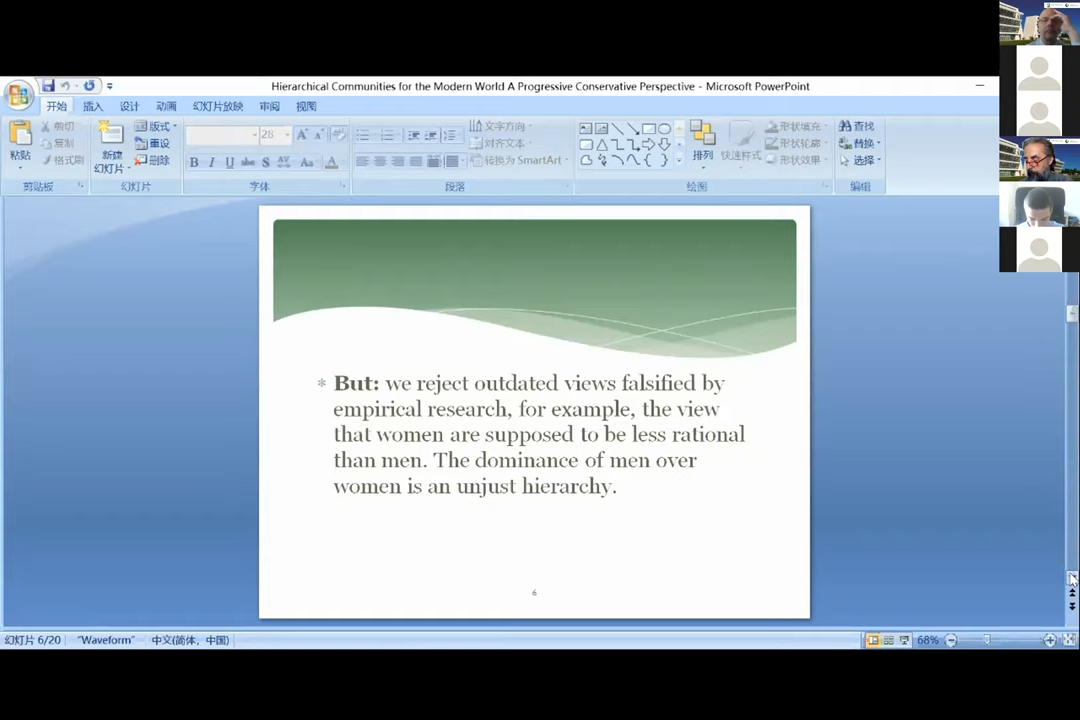 Hierarchical Communities for the Modern World A Progressive Conservative Perspective - Microsoft PowerPoint
开始 插入 设计 动画 幻灯片放映 审阅 视图
粘贴
剪切
复制
格式刷
剪贴板
新建
幻灯片
版式
重设
删除
幻灯片
28
B I U abc S AV Aa A
字体
文字方向
对齐文本
转换为 SmartArt
段落
排列
快速样式
形状填充
形状轮廓
形状效果
绘图
查找
替换
选择
编辑
But: we reject outdated views falsified by
empirical research, for example, the view
that women are supposed to be less rational
than men. The dominance of men over
women is an unjust hierarchy.
6
幻灯片 6/20 "Waveform" 中文(简体, 中国) 68%